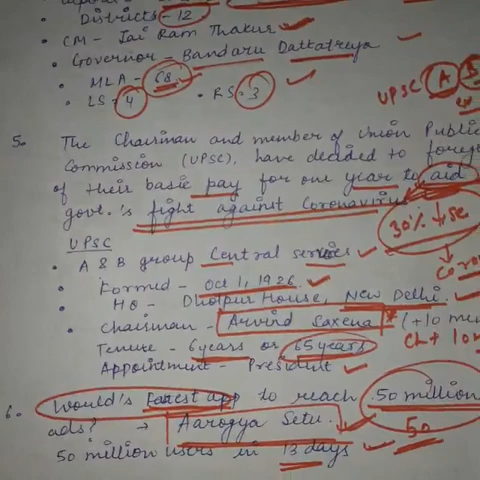 • Districts - 12
• CM - Jai Ram Thakur
• Governor - Bandaru Dattatreya
• MLA - 68
• LS - 4 • RS - 3
UPSC A
5. The Chairman and member of Union Public
Commission (UPSC), have decided to
of their basic pay for one year to aid
govt.'s fight against Coronavirus
30% ↓
UPSC
• A & B group Central services
• Formed - Oct 1, 1926.
• HQ - Dholpur House, New Delhi.
• Chairman - Arvind Saxena (+10
Tenure - 6 years or 65 years Ch + 10
Appointment - President
6. Would's Fastest app to reach 50 million
ads? → Aarogya Setu. 50
50 million users in 13 days